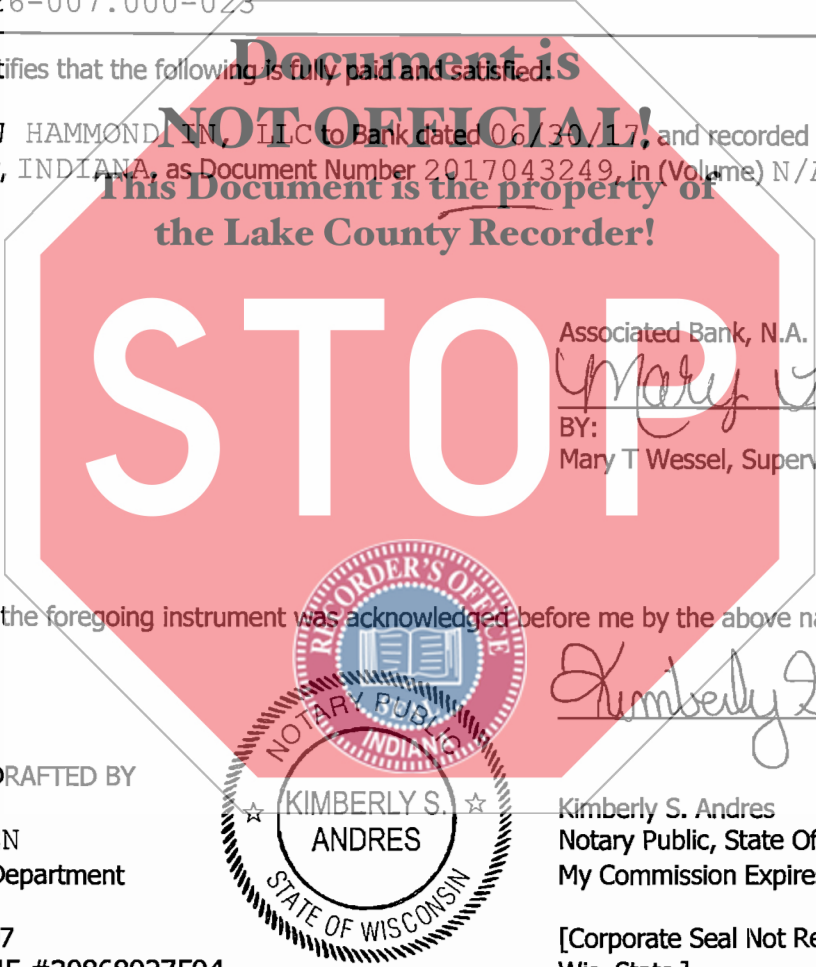 6-007.000-023
tifies that the following is fully paid and satisfied:
Document is
NOT OFFICIAL!
HAMMOND IN, LLC to Bank dated 06/30/17, and recorded
, INDIANA, as Document Number 2017043249, in (Volume) N/A
This Document is the property of
the Lake County Recorder!
STOP
Associated Bank, N.A.
Mary
BY:
Mary T Wessel, Superv
RECORDER'S OFFICE
INDIANA
the foregoing instrument was acknowledged before me by the above na
Kimberly S
NOTARY PUBLIC
KIMBERLY S.
ANDRES
STATE OF WISCONSIN
DRAFTED BY
N
Department
7
Kimberly S. Andres
Notary Public, State Of
My Commission Expires
[Corporate Seal Not Re